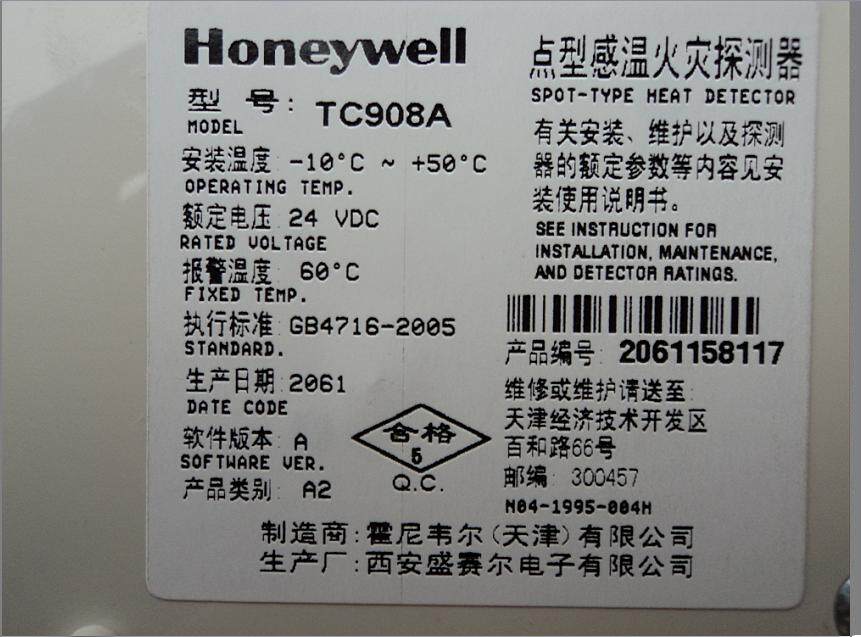 Honeywell
型 号: TC908A
MODEL
安装温度: -10°C ~ +50°C
OPERATING TEMP.
额定电压: 24 VDC
RATED VOLTAGE
报警温度: 60°C
FIXED TEMP.
执行标准: GB4716-2005
STANDARD.
生产日期: 2061
DATE CODE
软件版本: A
SOFTWARE VER.
产品类别: A2
合格
5
Q.C.
点型感温火灾探测器
SPOT-TYPE HEAT DETECTOR
有关安装、维护以及探测
器的额定参数等内容见安
装使用说明书。
SEE INSTRUCTION FOR
INSTALLATION, MAINTENANCE,
AND DETECTOR RATINGS.
产品编号: 2061158117
维修或维护请送至:
天津经济技术开发区
百和路66号
邮编: 300457
N04-1995-004H
制造商:霍尼韦尔(天津)有限公司
生产厂:西安盛赛尔电子有限公司